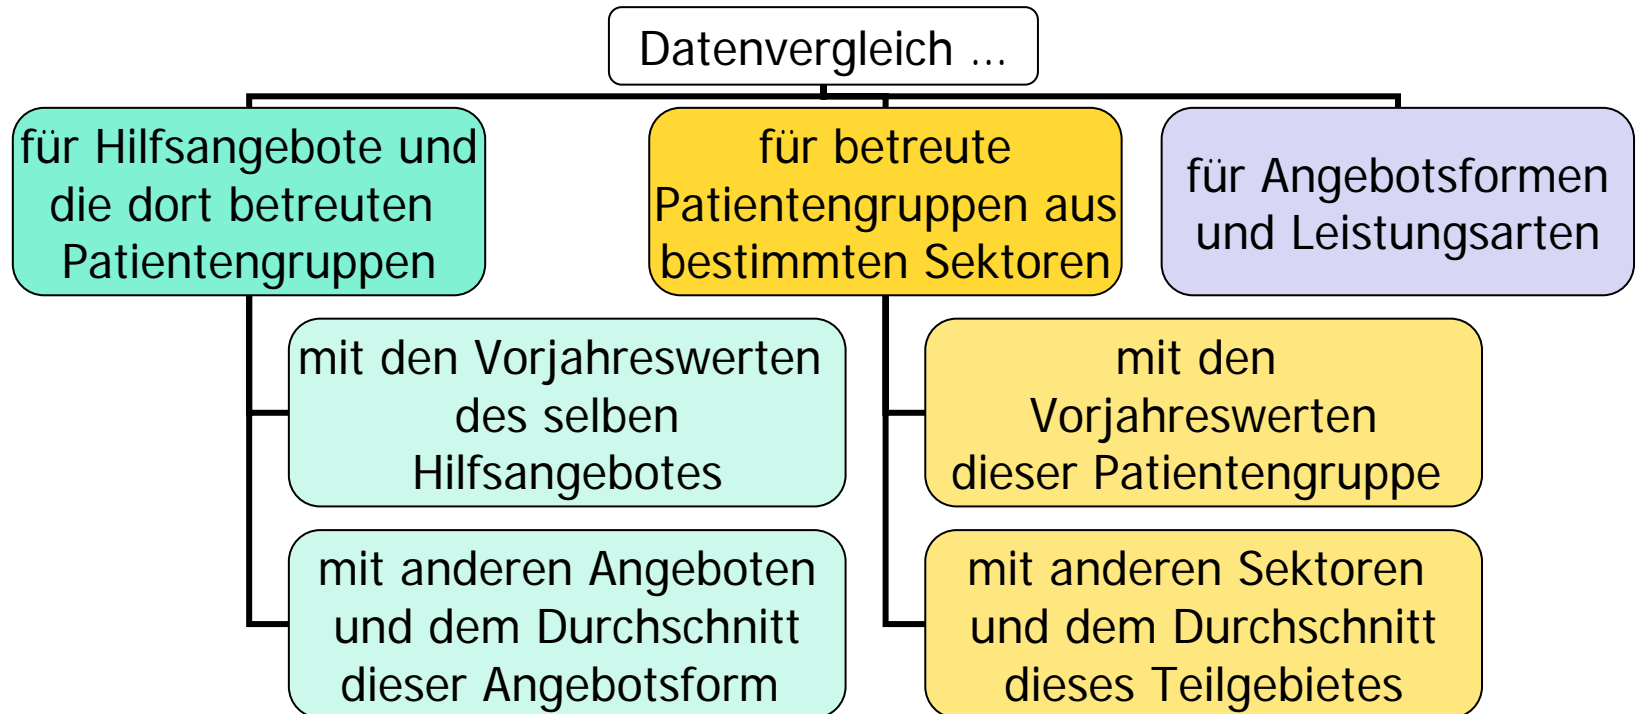 Datenvergleich ...
für Hilfsangebote und
die dort betreuten
Patientengruppen
für betreute
Patientengruppen aus
bestimmten Sektoren
für Angebotsformen
und Leistungsarten
mit den Vorjahreswerten
des selben
Hilfsangebotes
mit den
Vorjahreswerten
dieser Patientengruppe
mit anderen Angeboten
und dem Durchschnitt
dieser Angebotsform
mit anderen Sektoren
und dem Durchschnitt
dieses Teilgebietes